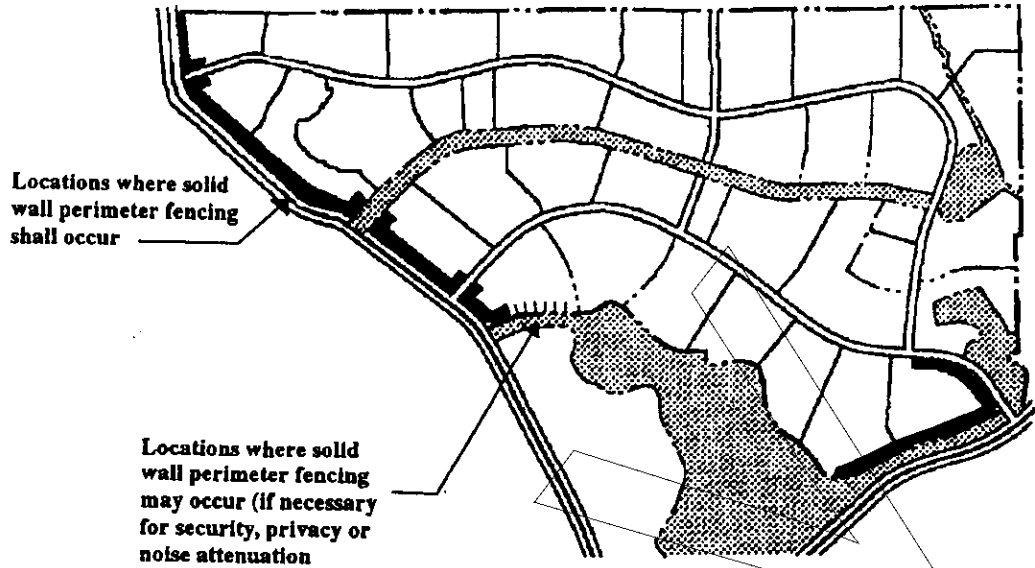 Locations where solid
wall perimeter fencing
shall occur
Locations where solid
wall perimeter fencing
may occur (if necessary
for security, privacy or
noise attenuation